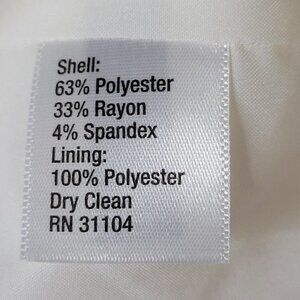 Shell:
63% Polyester
33% Rayon
4% Spandex
Lining:
100% Polyester
Dry Clean
RN 31104